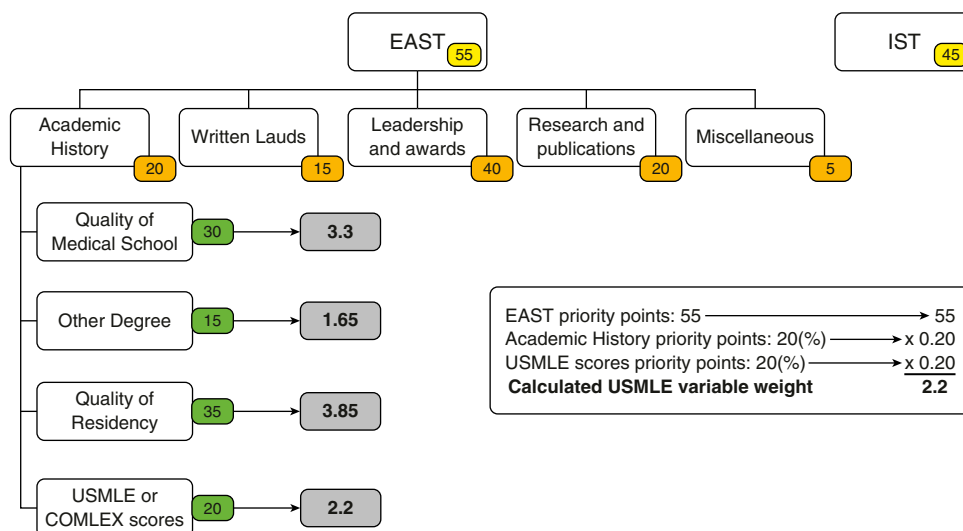 EAST
55
IST
45
Academic
History
20
Written Lauds
15
Leadership
and awards
40
Research and
publications
20
Miscellaneous
5
Quality of
Medical School
30
3.3
Other Degree
15
1.65
Quality of
Residency
35
3.85
USMLE or
COMLEX scores
20
2.2
EAST priority points: 55 55
Academic History priority points: 20(%) x 0.20
USMLE scores priority points: 20(%) x 0.20
Calculated USMLE variable weight 2.2